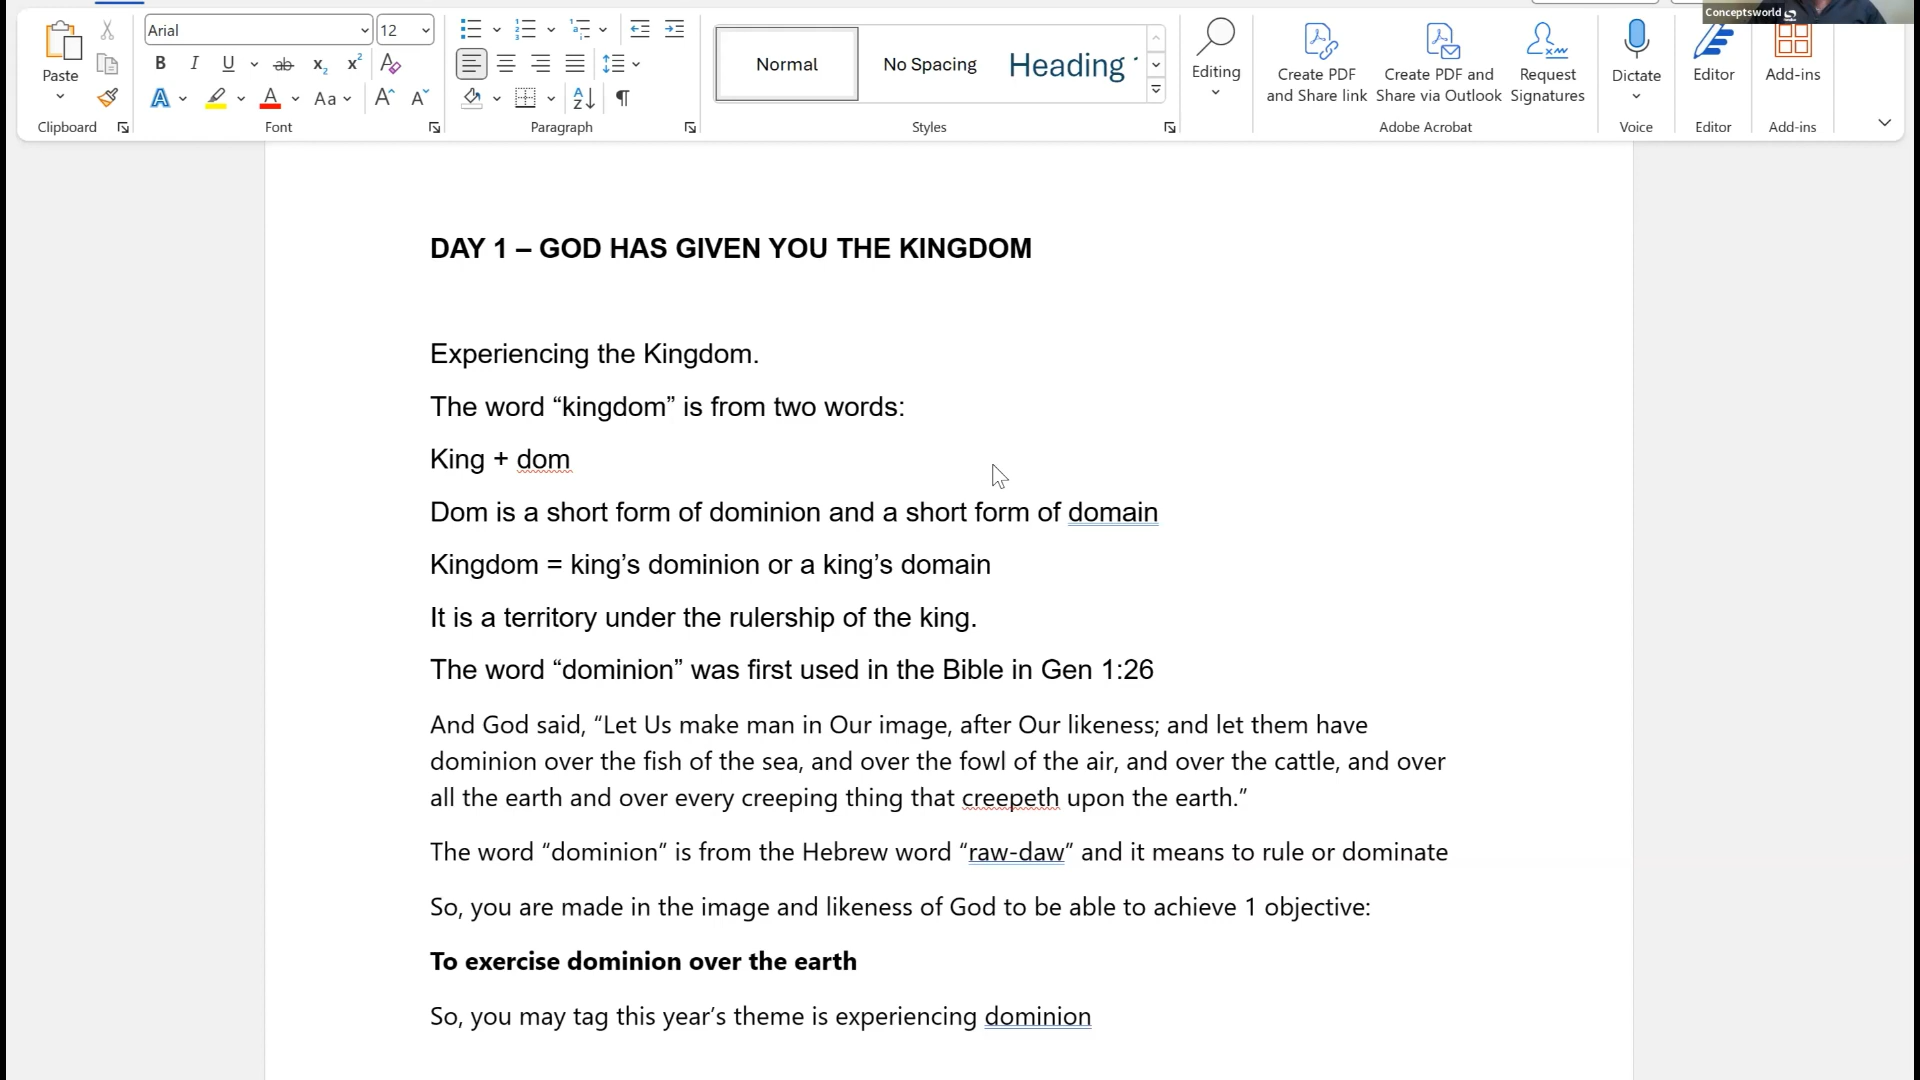 Conceptsworld
Arial
12
Paste
B I U ab x₂ x²
Aa
Clipboard
Font
Paragraph
Normal
No Spacing
Heading
Styles
Editing
Create PDF
and Share link
Create PDF and
Share via Outlook
Request
Signatures
Adobe Acrobat
Dictate
Voice
Editor
Editor
Add-ins
Add-ins
DAY 1 – GOD HAS GIVEN YOU THE KINGDOM
Experiencing the Kingdom.
The word “kingdom” is from two words:
King + dom
Dom is a short form of dominion and a short form of domain
Kingdom = king’s dominion or a king’s domain
It is a territory under the rulership of the king.
The word “dominion” was first used in the Bible in Gen 1:26
And God said, “Let Us make man in Our image, after Our likeness; and let them have
dominion over the fish of the sea, and over the fowl of the air, and over the cattle, and over
all the earth and over every creeping thing that creepeth upon the earth.”
The word “dominion” is from the Hebrew word “raw-daw” and it means to rule or dominate
So, you are made in the image and likeness of God to be able to achieve 1 objective:
To exercise dominion over the earth
So, you may tag this year’s theme is experiencing dominion